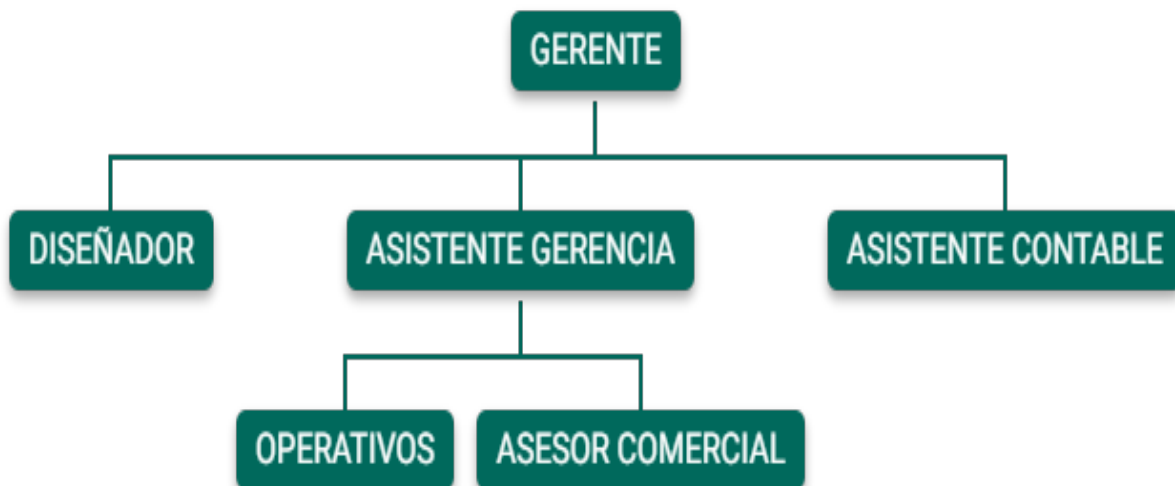 GERENTE
DISEÑADOR
ASISTENTE GERENCIA
ASISTENTE CONTABLE
OPERATIVOS
ASESOR COMERCIAL